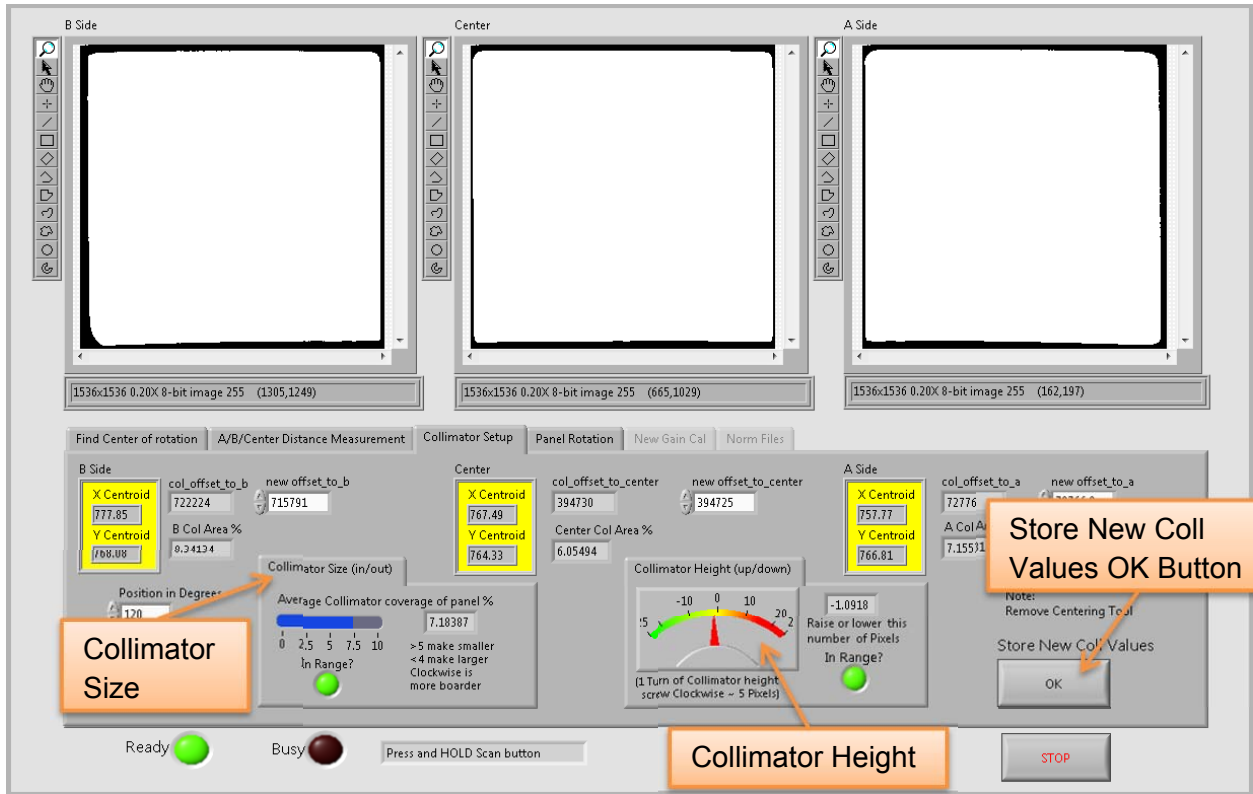 B Side
Center
A Side
1536x1536 0.20X 8-bit image 255 (1305,1249)
1536x1536 0.20X 8-bit image 255 (665,1029)
1536x1536 0.20X 8-bit image 255 (162,197)
Find Center of rotation
A/B/Center Distance Measurement
Collimator Setup
Panel Rotation
New Gain Cal
Norm Files
B Side
X Centroid
777.85
Y Centroid
768.08
col_offset_to_b
722224
new offset_to_b
715791
B Col Area %
8.34134
Center
X Centroid
767.49
Y Centroid
764.33
col_offset_to_center
394730
new offset_to_center
394725
Center Col Area %
6.05494
A Side
X Centroid
757.77
Y Centroid
766.81
col_offset_to_a
72776
new offset_to_a
A Col
7.155
Position in Degrees
120
Collimator Size (in/out)
Average Collimator coverage of panel %
0 2.5 5 7.5 10
7.18387
>5 make smaller
<4 make larger
Clockwise is
more boarder
In Range?
Collimator Height (up/down)
-10 0 10 20
-1.0918
Raise or lower this
number of Pixels
In Range?
(1 Turn of Collimator height
screw Clockwise ~ 5 Pixels)
Note:
Remove Centering Tool
Store New Coll Values
OK
Store New Coll
Values OK Button
Collimator
Size
Collimator Height
Ready
Busy
Press and HOLD Scan button
STOP